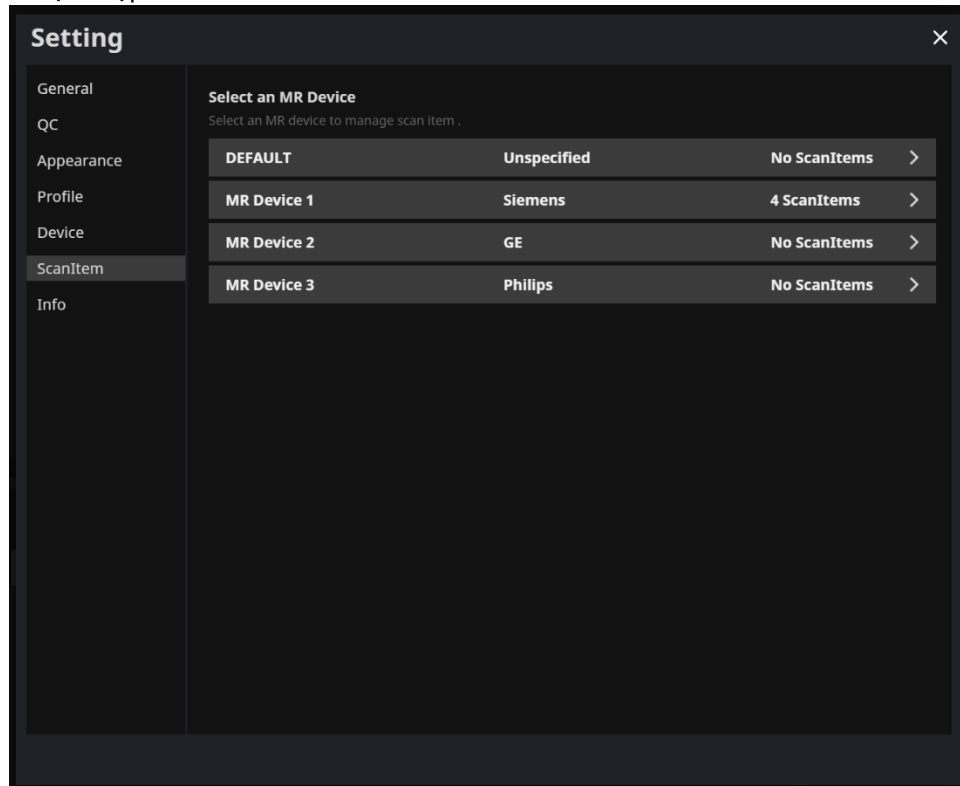 Setting
General
QC
Appearance
Profile
Device
ScanItem
Info
Select an MR Device
Select an MR device to manage scan item .
DEFAULT Unspecified No ScanItems
MR Device 1 Siemens 4 ScanItems
MR Device 2 GE No ScanItems
MR Device 3 Philips No ScanItems